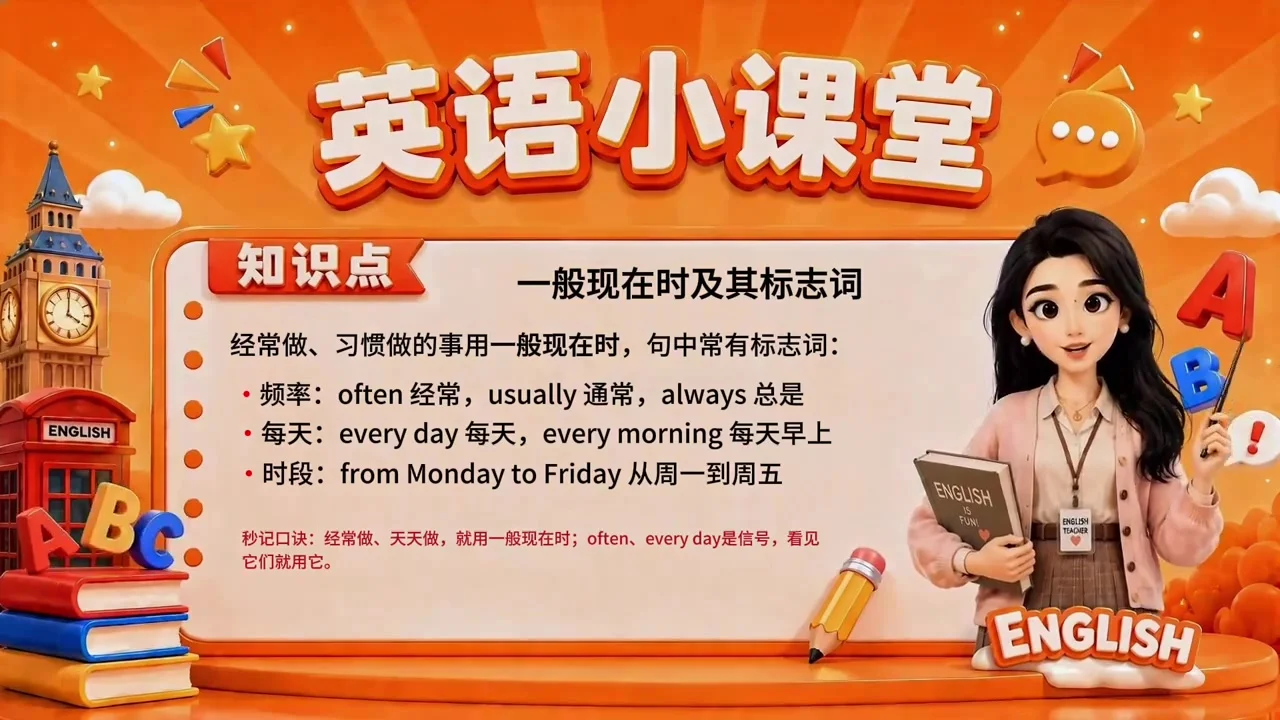 英语小课堂
知识点
一般现在时及其标志词
经常做、习惯做的事用一般现在时，句中常有标志词：
• 频率：often 经常，usually 通常，always 总是
• 每天：every day 每天，every morning 每天早上
• 时段：from Monday to Friday 从周一到周五
秒记口诀：经常做、天天做，就用一般现在时；often、every day是信号，看见
它们就用它。
ENGLISH
A
B
C
ENGLISH
IS
FUN!
ENGLISH
TEACHER
A
B
!
ENGLISH